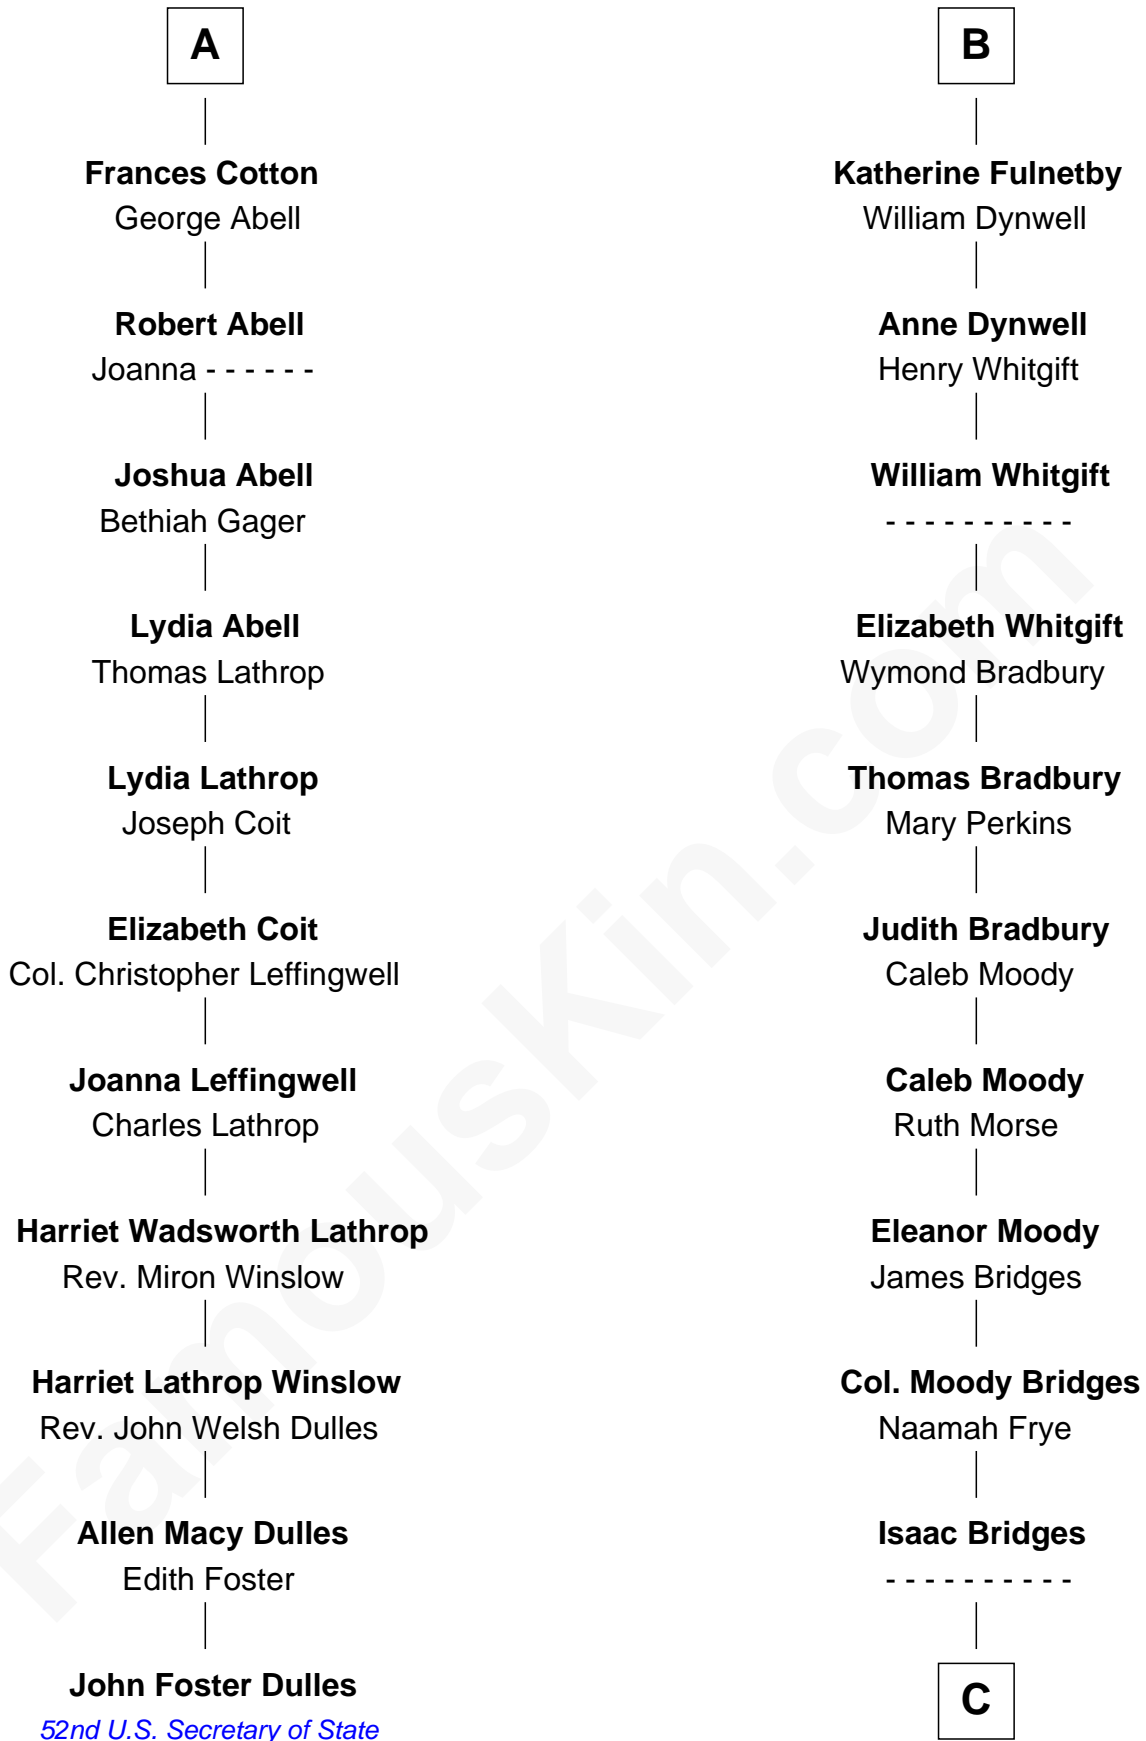 A
Frances Cotton
George Abell
Robert Abell
Joanna - - - - - -
Joshua Abell
Bethiah Gager
Lydia Abell
Thomas Lathrop
Lydia Lathrop
Joseph Coit
Elizabeth Coit
Col. Christopher Leffingwell
Joanna Leffingwell
Charles Lathrop
Harriet Wadsworth Lathrop
Rev. Miron Winslow
Harriet Lathrop Winslow
Rev. John Welsh Dulles
Allen Macy Dulles
Edith Foster
John Foster Dulles
52nd U.S. Secretary of State
B
Katherine Fulnetby
William Dynwell
Anne Dynwell
Henry Whitgift
William Whitgift
- - - - - - - - - -
Elizabeth Whitgift
Wymond Bradbury
Thomas Bradbury
Mary Perkins
Judith Bradbury
Caleb Moody
Caleb Moody
Ruth Morse
Eleanor Moody
James Bridges
Col. Moody Bridges
Naamah Frye
Isaac Bridges
- - - - - - - - - -
C
FamousKin.com